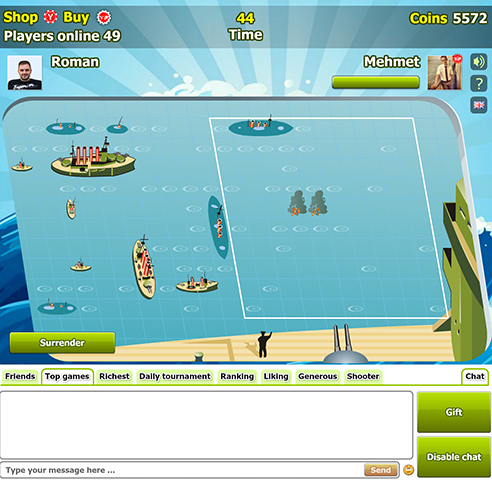 Shop Buy 44 Coins 5572
Players online 49 Time
Roman Mehmet
?
Surrender
Friends Top games Richest Daily tournament Ranking Liking Generous Shooter Chat
Gift
Disable chat
Type your message here ... Send